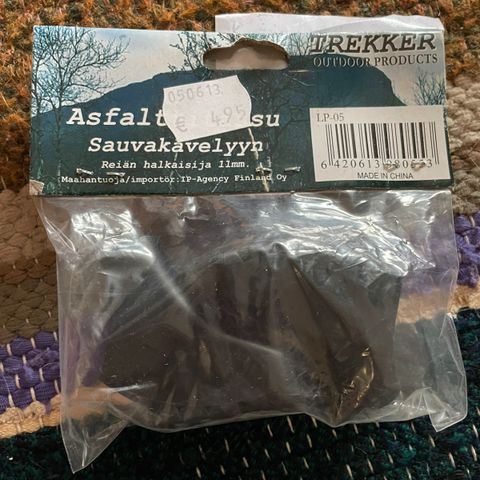 TREKKER
OUTDOOR PRODUCTS
LP-05
050613
€ 4.95
Sauvakävelyyn
Reiän halkaisija 11mm.
Maahantuoja/importör:IP-Agency Finland Oy
MADE IN CHINA